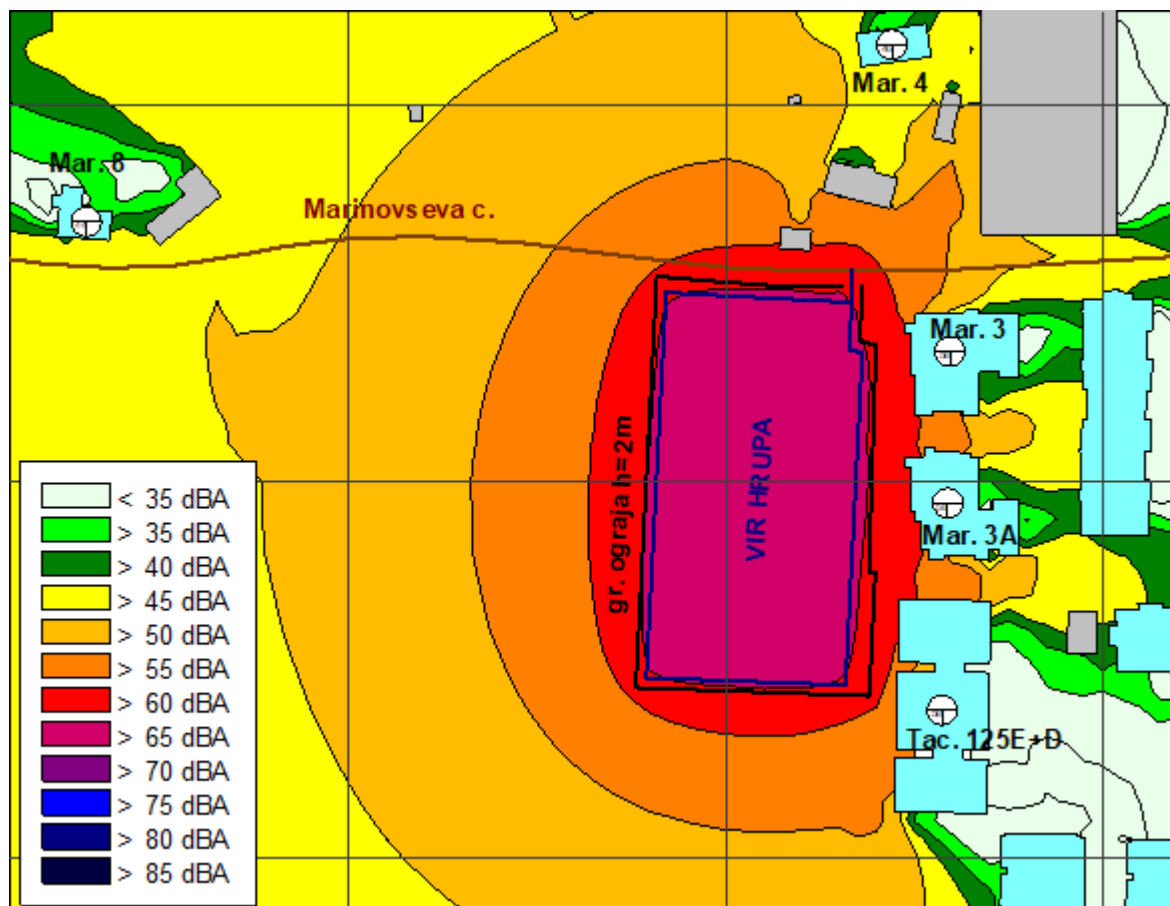 Mar. 4
Mar. 8
Marinovseva c.
Mar. 3
gr. ograja h=2m
VIR HRUPA
Mar. 3A
Tac. 125E+D
< 35 dBA
> 35 dBA
> 40 dBA
> 45 dBA
> 50 dBA
> 55 dBA
> 60 dBA
> 65 dBA
> 70 dBA
> 75 dBA
> 80 dBA
> 85 dBA